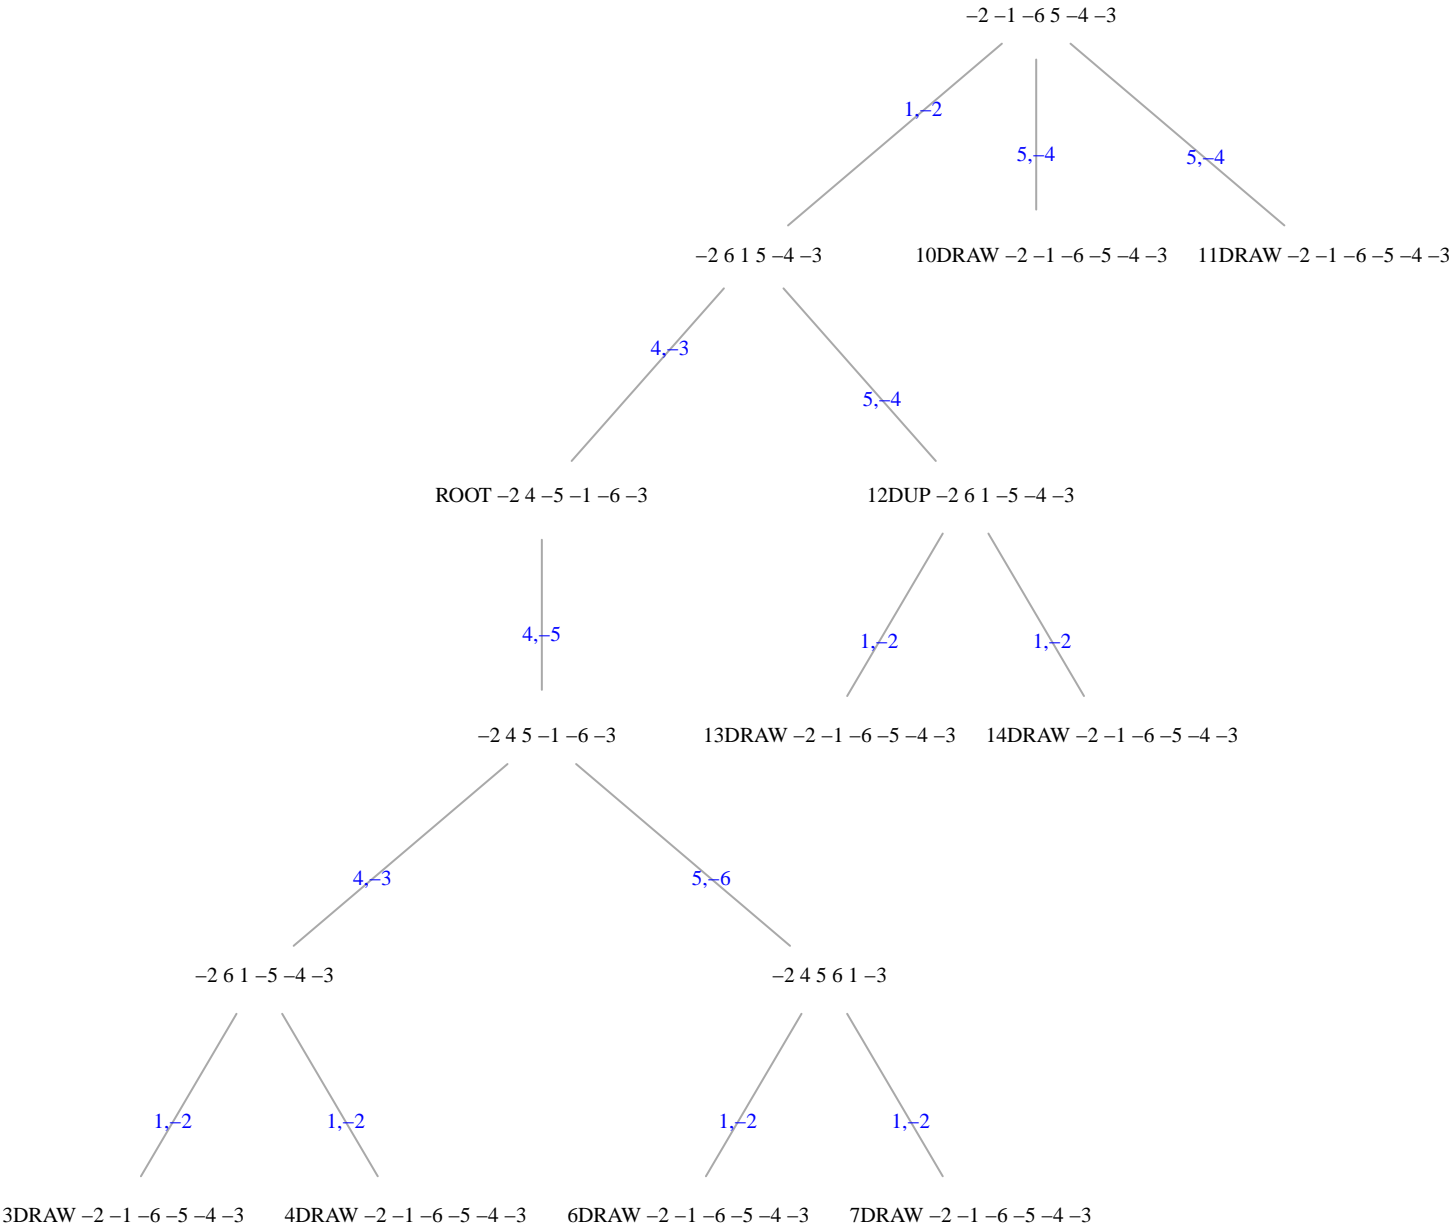 –2 –1 –6 5 –4 –3
1,–2
5,–4
5,–4
–2 6 1 5 –4 –3
10DRAW –2 –1 –6 –5 –4 –3
11DRAW –2 –1 –6 –5 –4 –3
4,–3
5,–4
ROOT –2 4 –5 –1 –6 –3
12DUP –2 6 1 –5 –4 –3
4,–5
1,–2
1,–2
–2 4 5 –1 –6 –3
13DRAW –2 –1 –6 –5 –4 –3
14DRAW –2 –1 –6 –5 –4 –3
4,–3
5,–6
–2 6 1 –5 –4 –3
–2 4 5 6 1 –3
1,–2
1,–2
1,–2
1,–2
3DRAW –2 –1 –6 –5 –4 –3
4DRAW –2 –1 –6 –5 –4 –3
6DRAW –2 –1 –6 –5 –4 –3
7DRAW –2 –1 –6 –5 –4 –3